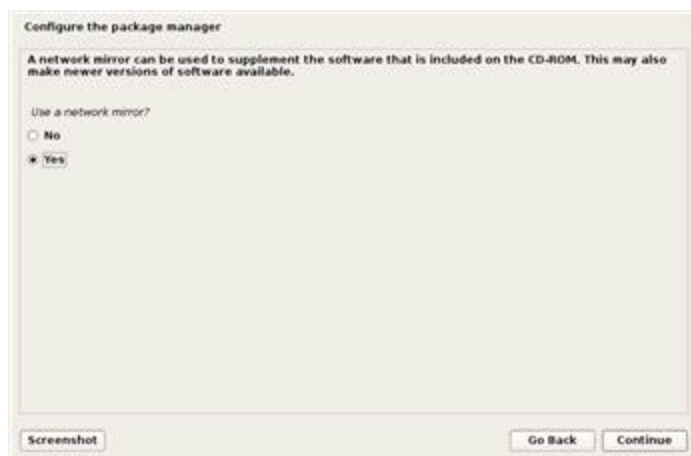 Configure the package manager
A network mirror can be used to supplement the software that is included on the CD-ROM. This may also
make newer versions of software available.
Use a network mirror?
No
Yes
Screenshot
Go Back
Continue